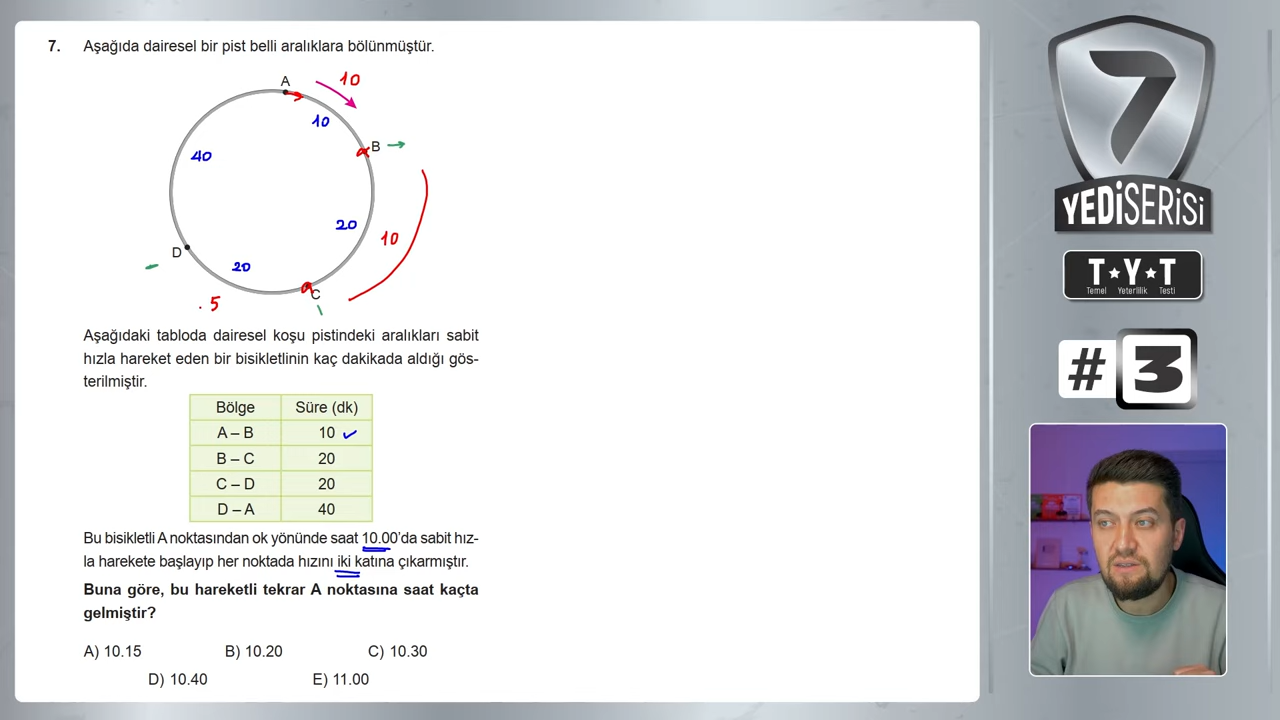 7. Aşağıda dairesel bir pist belli aralıklara bölünmüştür.
A
10
10
B
40
20
10
D
20
C
5
Aşağıdaki tabloda dairesel koşu pistindeki aralıkları sabit
hızla hareket eden bir bisikletlinin kaç dakikada aldığı gös-
terilmiştir.
Bölge Süre (dk)
A – B 10
B – C 20
C – D 20
D – A 40
Bu bisikletli A noktasından ok yönünde saat 10.00'da sabit hız-
la harekete başlayıp her noktada hızını iki katına çıkarmıştır.
Buna göre, bu hareketli tekrar A noktasına saat kaçta
gelmiştir?
A) 10.15 B) 10.20 C) 10.30
D) 10.40 E) 11.00
7
YEDİSERİSİ
T★Y★T
Temel Yeterlilik Testi
# 3